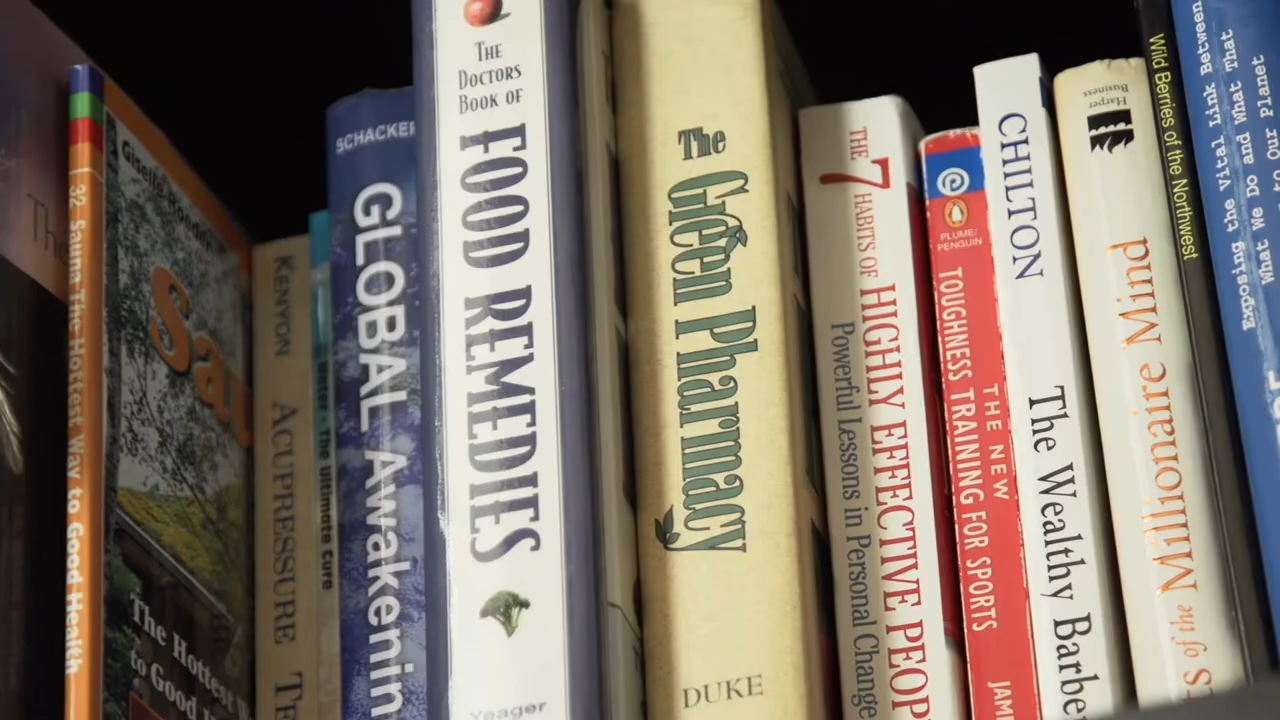 The
32 Sauna The Hottest Way to Good Health
Giselle
Sau
The Hottest
to Good
KENYON
ACUPRESSURE TE
The Ultimate Cure
SCHACKER
GLOBAL AWakenin
THE
DOCTORS
BOOK OF
FOOD REMEDIES
Yeager
The Green Pharmacy
DUKE
THE 7 HABITS OF HIGHLY EFFECTIVE PEOP
Powerful Lessons in Personal Change
PLUME/
PENGUIN
THE NEW
TOUGHNESS TRAINING FOR SPORTS
CHILTON
The Wealthy Barbe
Harper
Business
s of the Millionaire Mind
Wild Berries of the Northwest
Exposing the Vital Link Between
What We Do and What That
to Our Planet